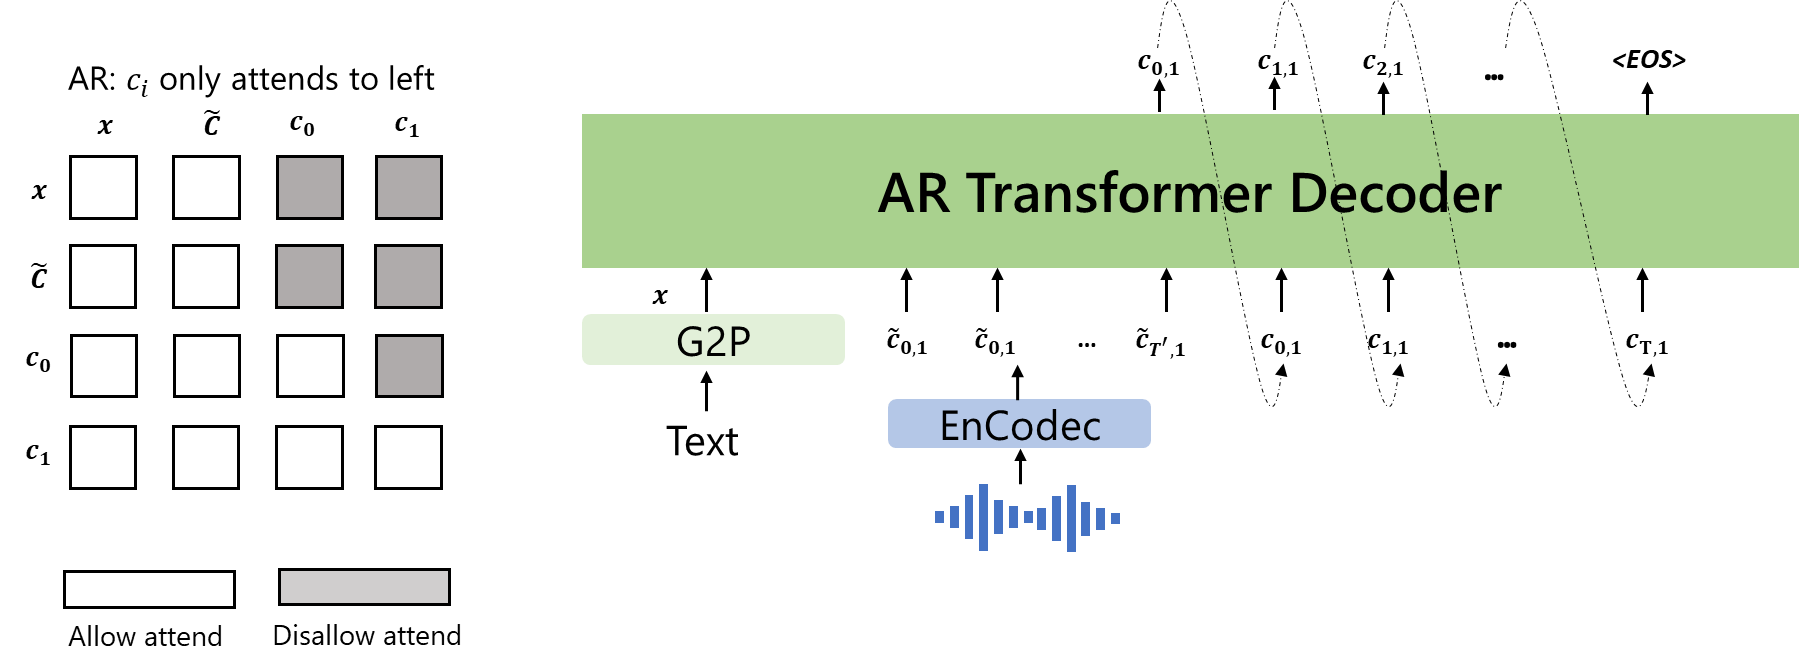 AR: c_i only attends to left
x C̃ c_0 c_1
x
C̃
c_0
c_1
Allow attend
Disallow attend
c_{0,1} c_{1,1} c_{2,1} ... <EOS>
AR Transformer Decoder
x
G2P
Text
c̃_{0,1} c̃_{0,1} ... c̃_{T′,1} c_{0,1} c_{1,1} ... c_{T,1}
EnCodec